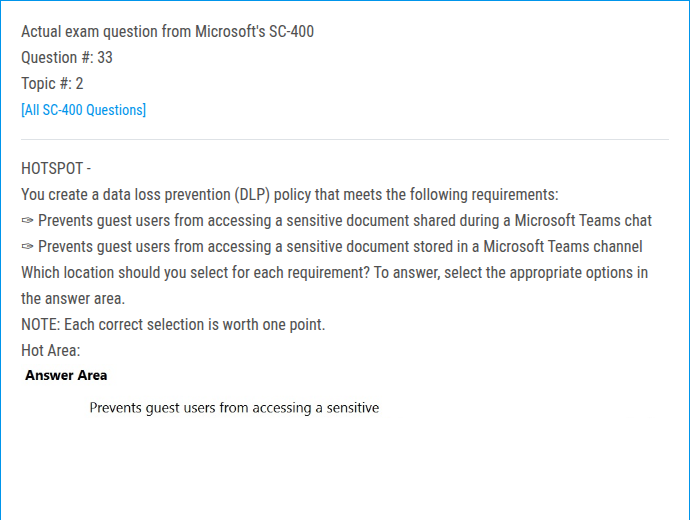 Actual exam question from Microsoft's SC-400
Question #: 33
Topic #: 2
[All SC-400 Questions]
HOTSPOT -
You create a data loss prevention (DLP) policy that meets the following requirements:
✑ Prevents guest users from accessing a sensitive document shared during a Microsoft Teams chat
✑ Prevents guest users from accessing a sensitive document stored in a Microsoft Teams channel
Which location should you select for each requirement? To answer, select the appropriate options in
the answer area.
NOTE: Each correct selection is worth one point.
Hot Area:
Answer Area
Prevents guest users from accessing a sensitive